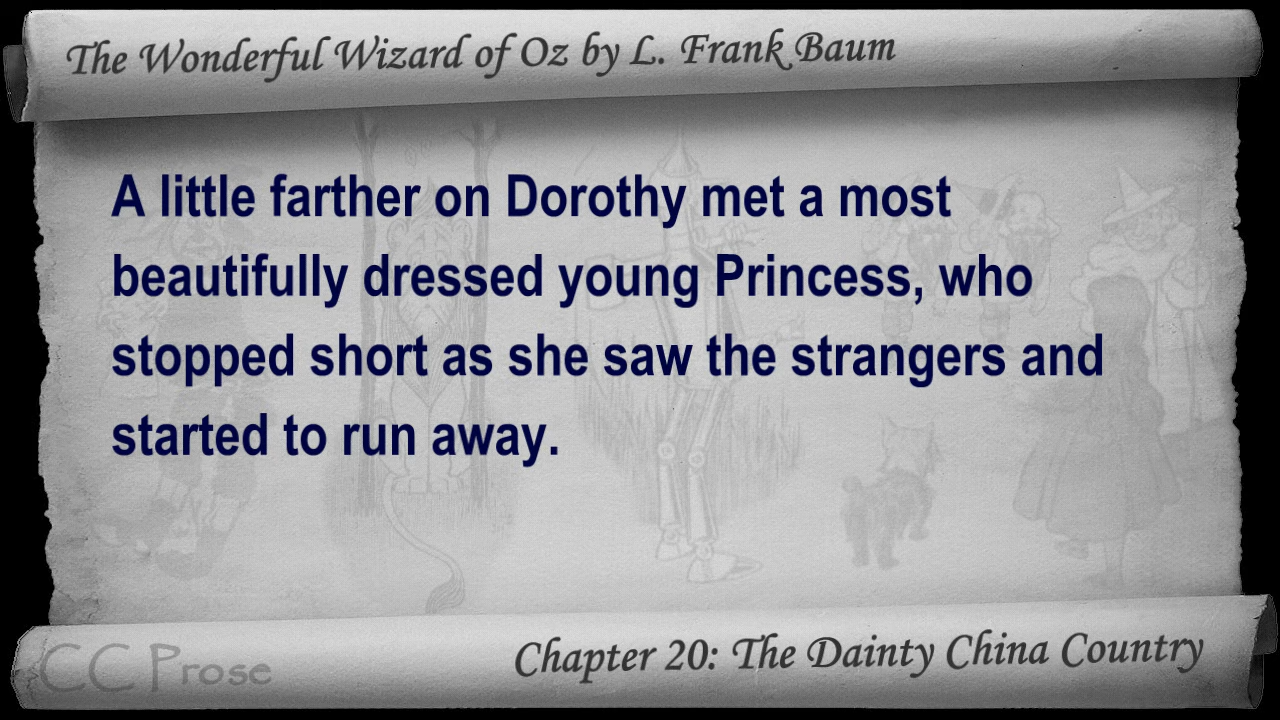 The Wonderful Wizard of Oz by L. Frank Baum
A little farther on Dorothy met a most
beautifully dressed young Princess, who
stopped short as she saw the strangers and
started to run away.
CC Prose
Chapter 20: The Dainty China Country